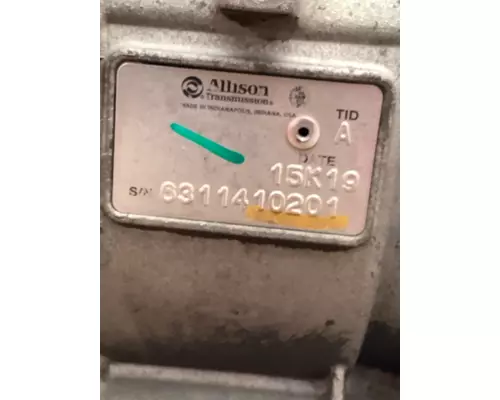 Allison
Transmission
MADE IN INDIANAPOLIS, INDIANA, USA
TID
A
DATE
15K19
S/N 6311410201